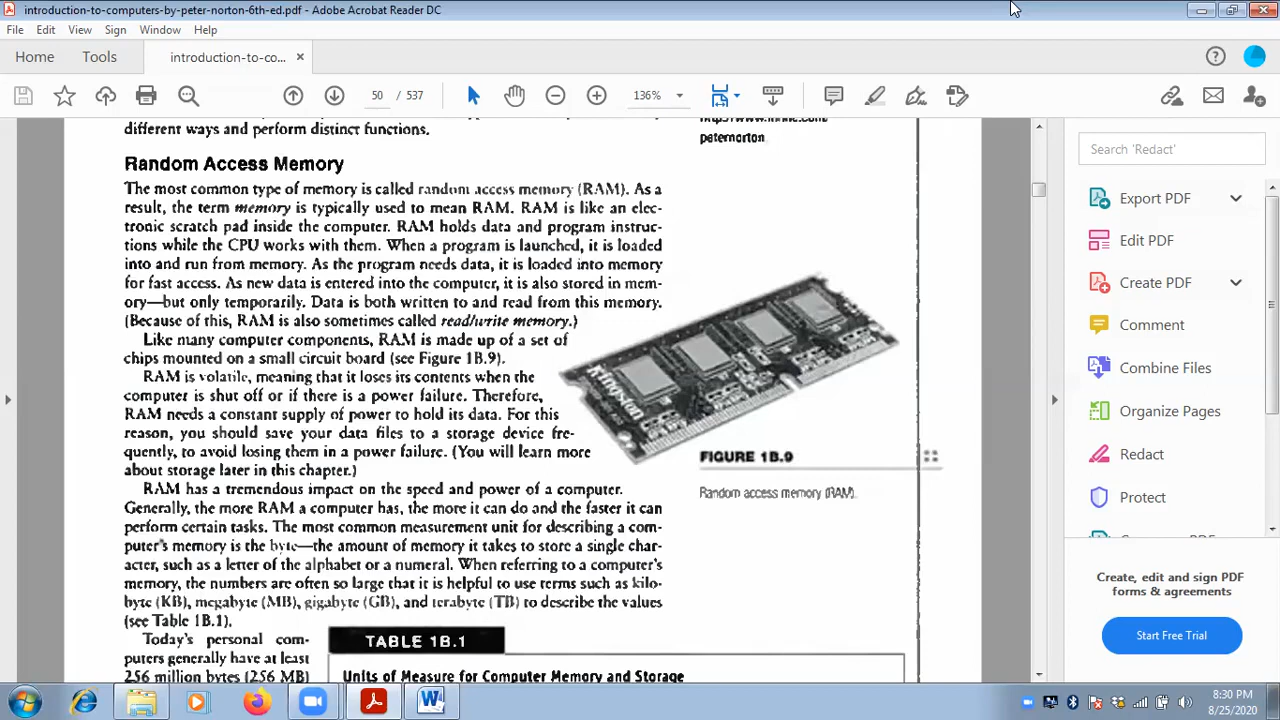 introduction-to-computers-by-peter-norton-6th-ed.pdf - Adobe Acrobat Reader DC
File Edit View Sign Window Help
Home Tools introduction-to-co... ×
50 / 537 136%
different ways and perform distinct functions.
peternorton
Random Access Memory
The most common type of memory is called random access memory (RAM). As a
result, the term memory is typically used to mean RAM. RAM is like an elec-
tronic scratch pad inside the computer. RAM holds data and program instruc-
tions while the CPU works with them. When a program is launched, it is loaded
into and run from memory. As the program needs data, it is loaded into memory
for fast access. As new data is entered into the computer, it is also stored in mem-
ory—but only temporarily. Data is both written to and read from this memory.
(Because of this, RAM is also sometimes called read/write memory.)
Like many computer components, RAM is made up of a set of
chips mounted on a small circuit board (see Figure 1B.9).
RAM is volatile, meaning that it loses its contents when the
computer is shut off or if there is a power failure. Therefore,
RAM needs a constant supply of power to hold its data. For this
reason, you should save your data files to a storage device fre-
quently, to avoid losing them in a power failure. (You will learn more
about storage later in this chapter.)
RAM has a tremendous impact on the speed and power of a computer.
Generally, the more RAM a computer has, the more it can do and the faster it can
perform certain tasks. The most common measurement unit for describing a com-
puter's memory is the byte—the amount of memory it takes to store a single char-
acter, such as a letter of the alphabet or a numeral. When referring to a computer's
memory, the numbers are often so large that it is helpful to use terms such as kilo-
byte (KB), megabyte (MB), gigabyte (GB), and terabyte (TB) to describe the values
(see Table 1B.1).
Today's personal com-
puters generally have at least
256 million bytes (256 MB)
Kingston
FIGURE 1B.9
Random access memory (RAM).
TABLE 1B.1
Units of Measure for Computer Memory and Storage
Search 'Redact'
Export PDF
Edit PDF
Create PDF
Comment
Combine Files
Organize Pages
Redact
Protect
Create, edit and sign PDF
forms & agreements
Start Free Trial
8:30 PM
8/25/2020